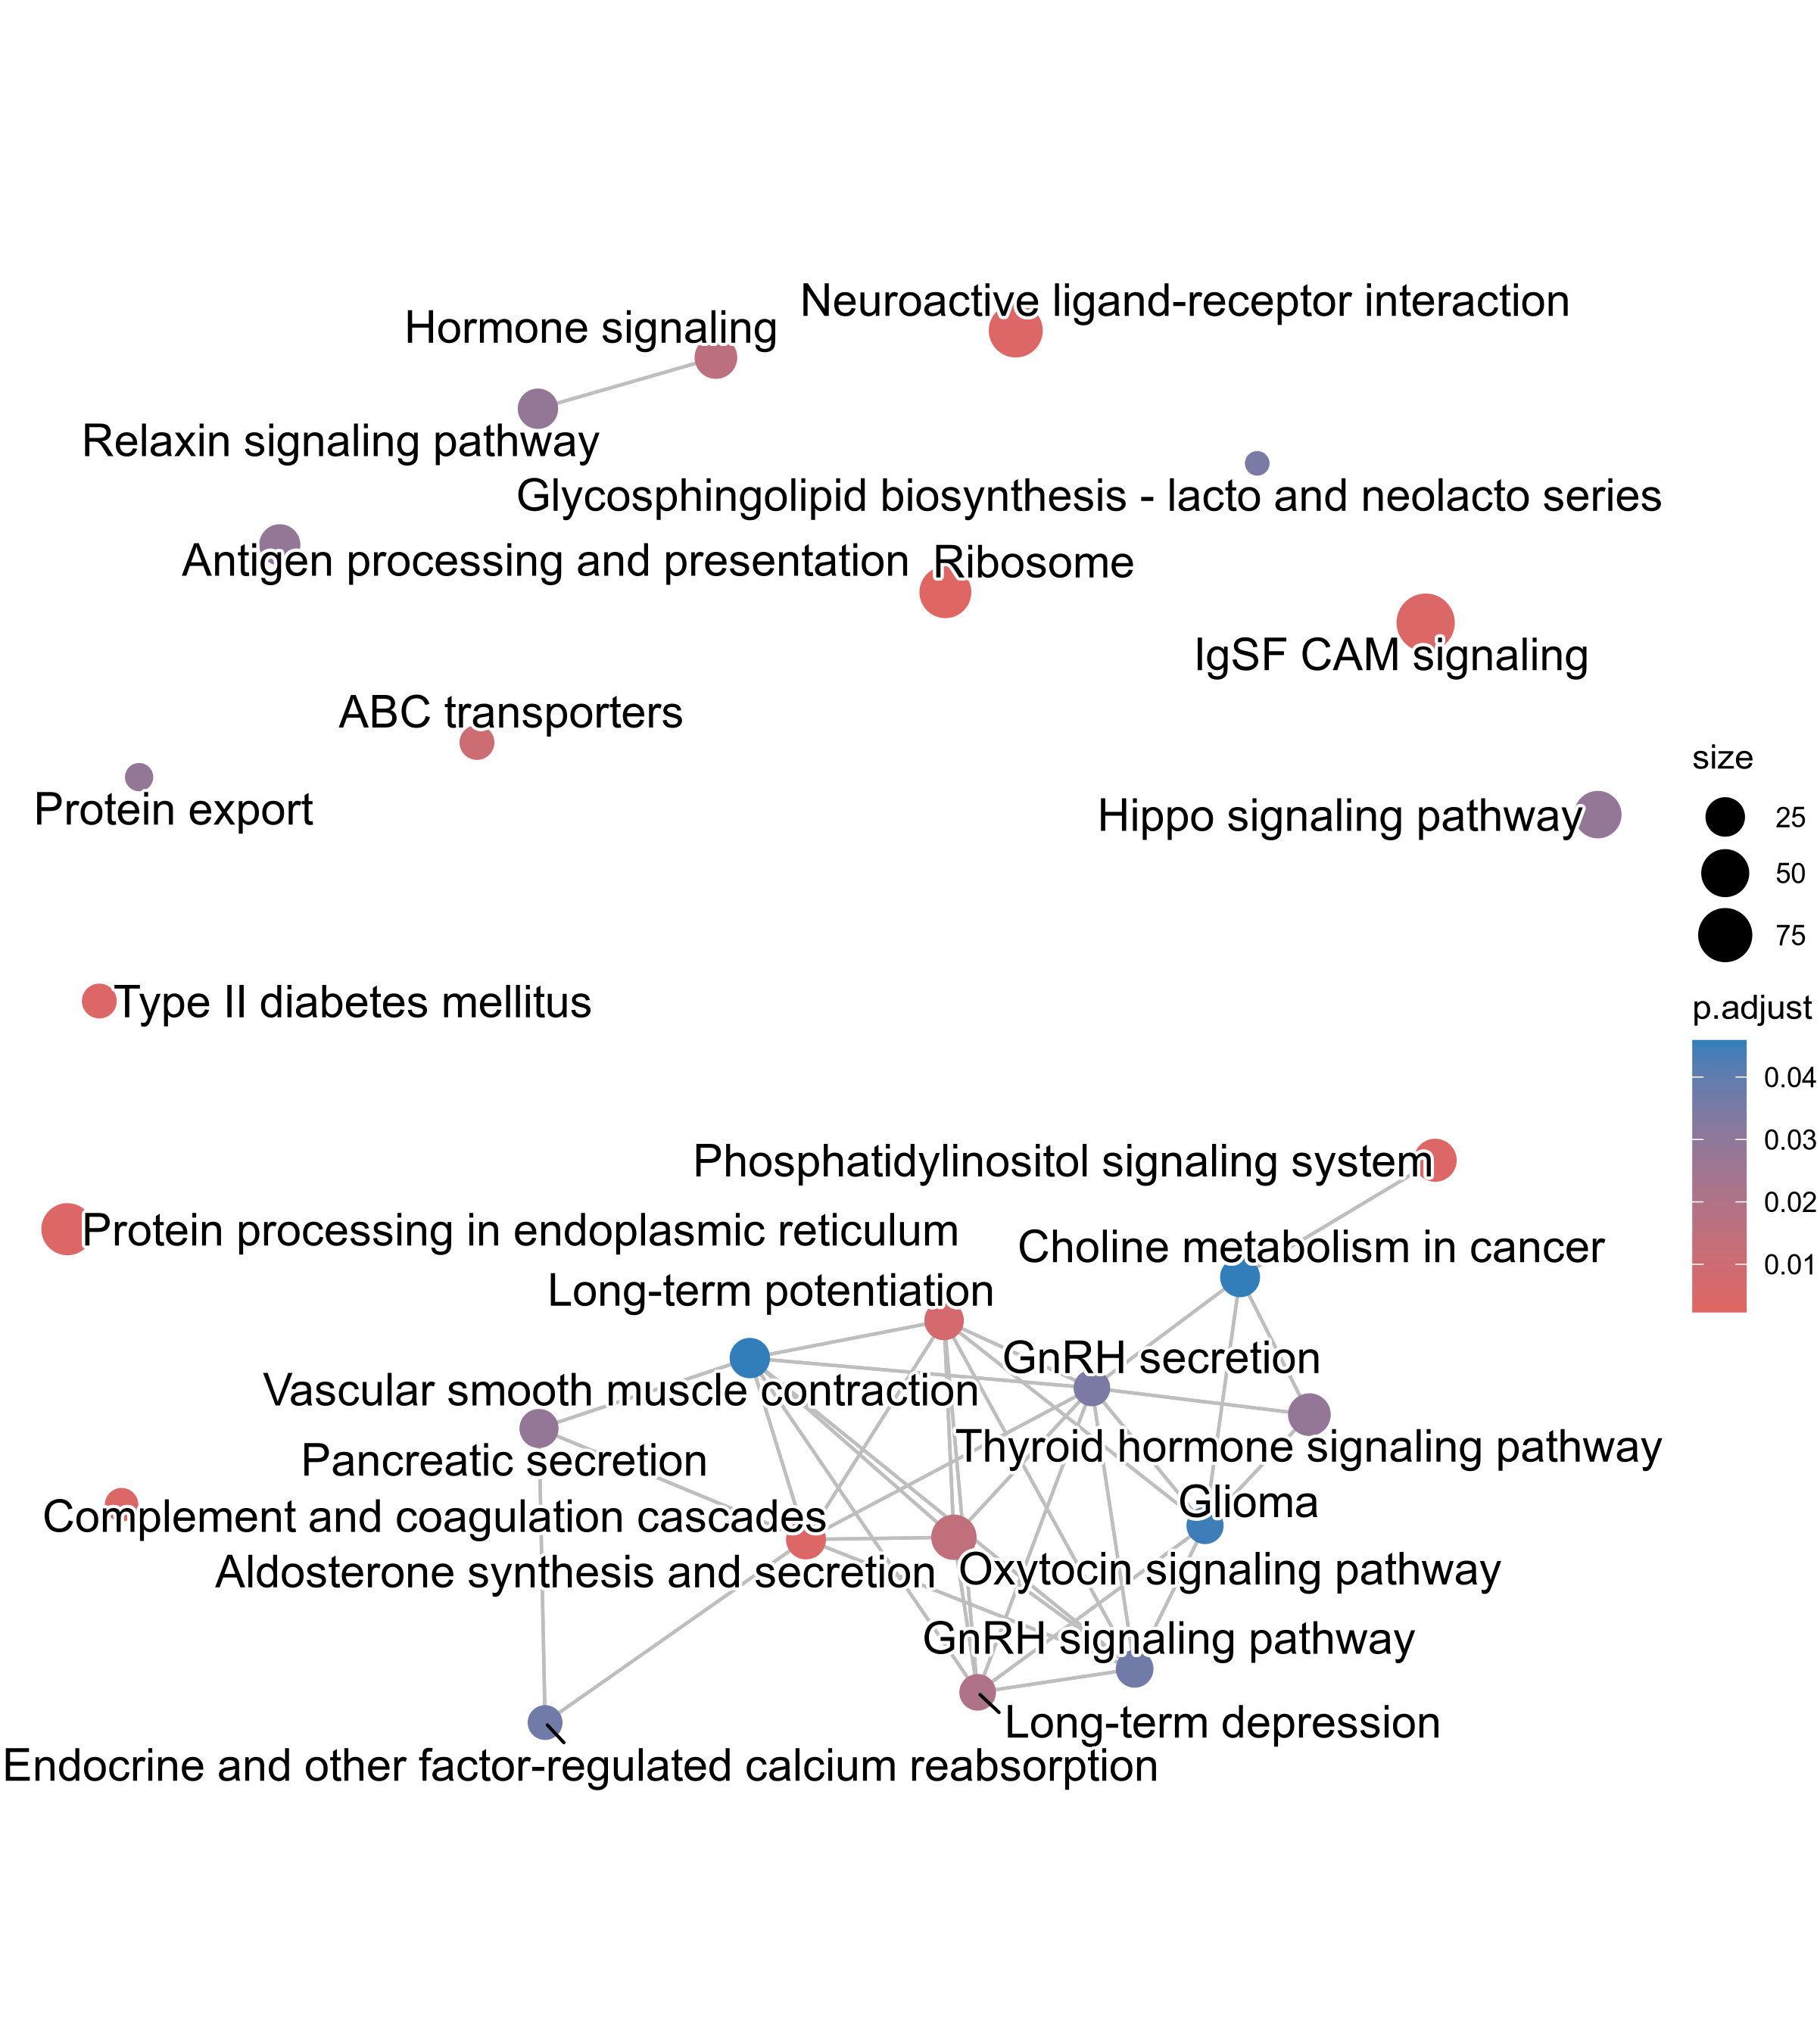 Neuroactive ligand-receptor interaction
Hormone signaling
Relaxin signaling pathway
Glycosphingolipid biosynthesis - lacto and neolacto series
Antigen processing and presentation
Ribosome
IgSF CAM signaling
ABC transporters
Protein export
Hippo signaling pathway
size
25
50
75
Type II diabetes mellitus
p.adjust
0.04
0.03
0.02
0.01
Phosphatidylinositol signaling system
Protein processing in endoplasmic reticulum
Choline metabolism in cancer
Long-term potentiation
GnRH secretion
Vascular smooth muscle contraction
Thyroid hormone signaling pathway
Pancreatic secretion
Glioma
Complement and coagulation cascades
Aldosterone synthesis and secretion
Oxytocin signaling pathway
GnRH signaling pathway
Long-term depression
Endocrine and other factor-regulated calcium reabsorption